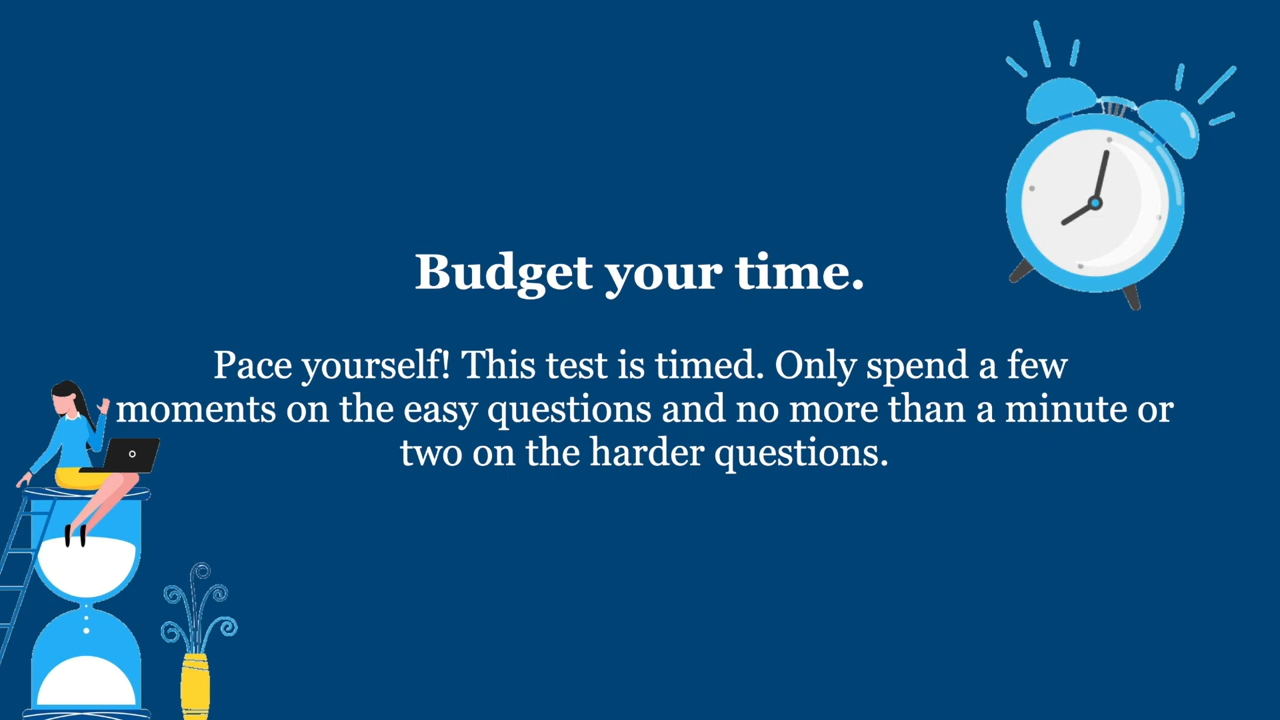 Budget your time.
Pace yourself! This test is timed. Only spend a few
moments on the easy questions and no more than a minute or
two on the harder questions.